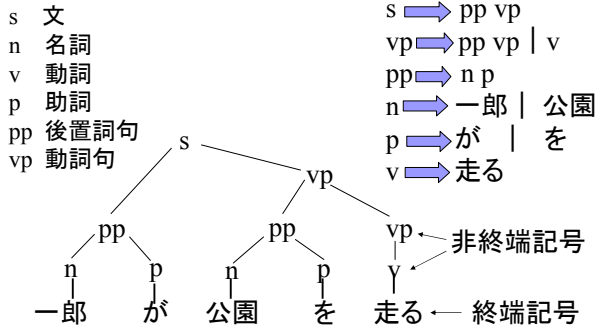 s 文
n 名詞
v 動詞
p 助詞
pp 後置詞句
vp 動詞句
s pp vp
vp pp vp | v
pp n p
n 一郎 | 公園
p が | を
v 走る
s
vp
pp pp vp 非終端記号
n p n p v
一郎 が 公園 を 走る 終端記号